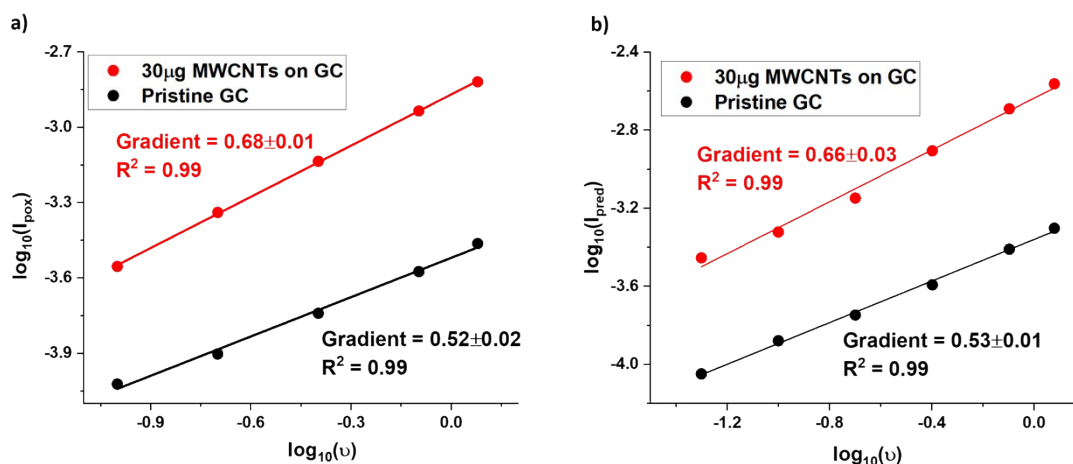 a)
-2.7
-3.0
-3.3
-3.6
-3.9
log₁₀(Ipox)
30μg MWCNTs on GC
Pristine GC
Gradient = 0.68±0.01
R² = 0.99
Gradient = 0.52±0.02
R² = 0.99
-0.9
-0.6
-0.3
0.0
log₁₀(υ)
b)
-2.4
-2.8
-3.2
-3.6
-4.0
log₁₀(Ipred)
30μg MWCNTs on GC
Pristine GC
Gradient = 0.66±0.03
R² = 0.99
Gradient = 0.53±0.01
R² = 0.99
-1.2
-0.8
-0.4
0.0
log₁₀(υ)